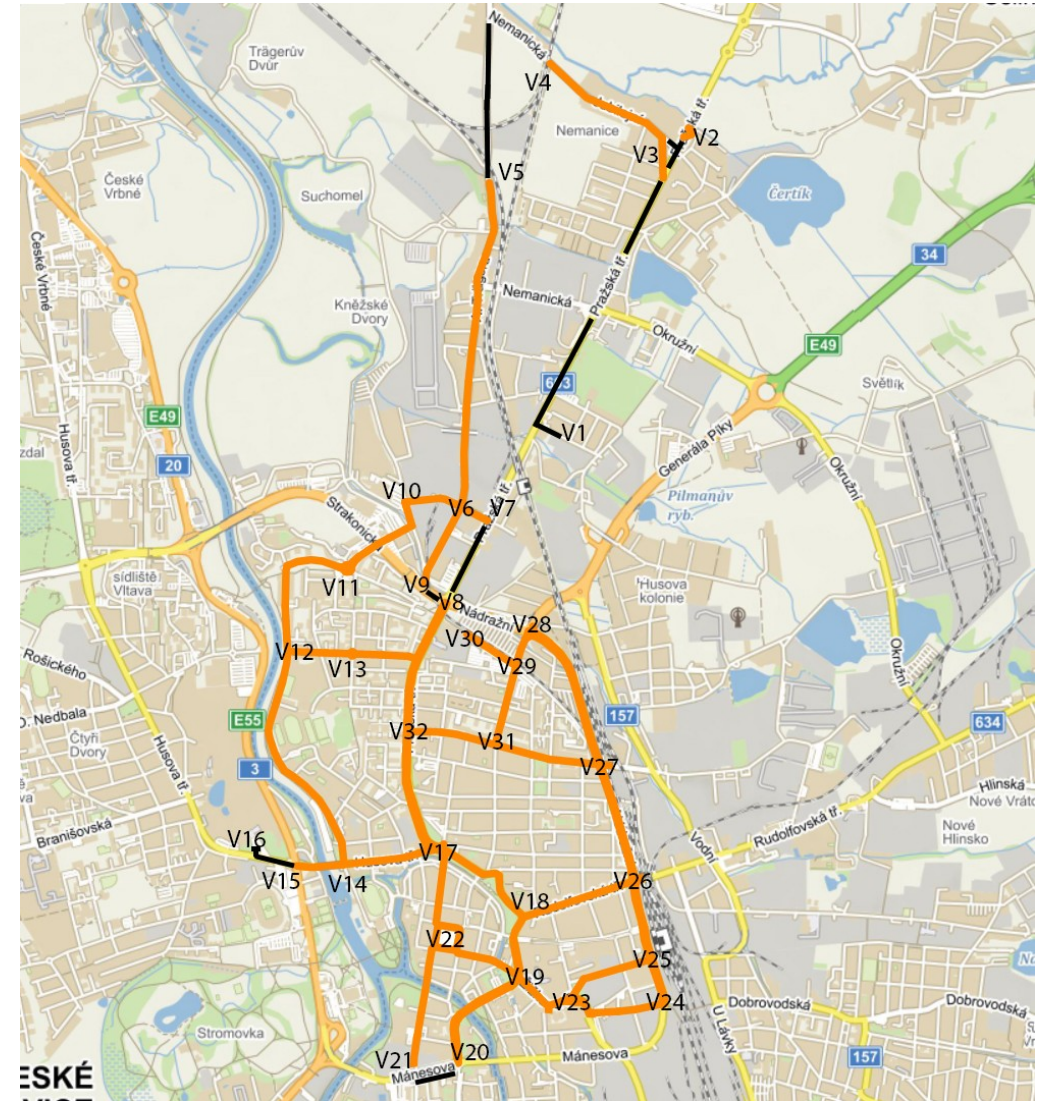 Nemanická
Trägerův
Dvůr
V4
Nemanice
V2
V3
V5
České
Vrbné
Suchomel
Čertík
České Vrbné
34
Nemanická
Pražská tř.
Kněžské
Dvory
Okružní
E49
Světlík
E49
Husova tř.
V1
20
Generála Píky
Okružní
V10
V6
V7
Pilmanův
ryb.
Strakonická
sídliště
Vltava
V11
V9
V8
'Husova
kolonie
Nádražní
V28
V30
V29
V12
V13
Okružní
Rošického
E55
157
634
O. Nedbala
Čtyři
Dvory
V32
V31
V27
3
Husova tř.
Hlinská
Nové Vráto
Branišovská
V16
Vodní
Rudolfovská tř.
Nové
Hlinsko
V17
V15
V14
V26
V18
V22
V25
V19
V23
V24
Dobrovodská
Dobrovodská
U Lávky
Stromovka
V21
V20
Mánesova
Mánesova
157
ESKÉ